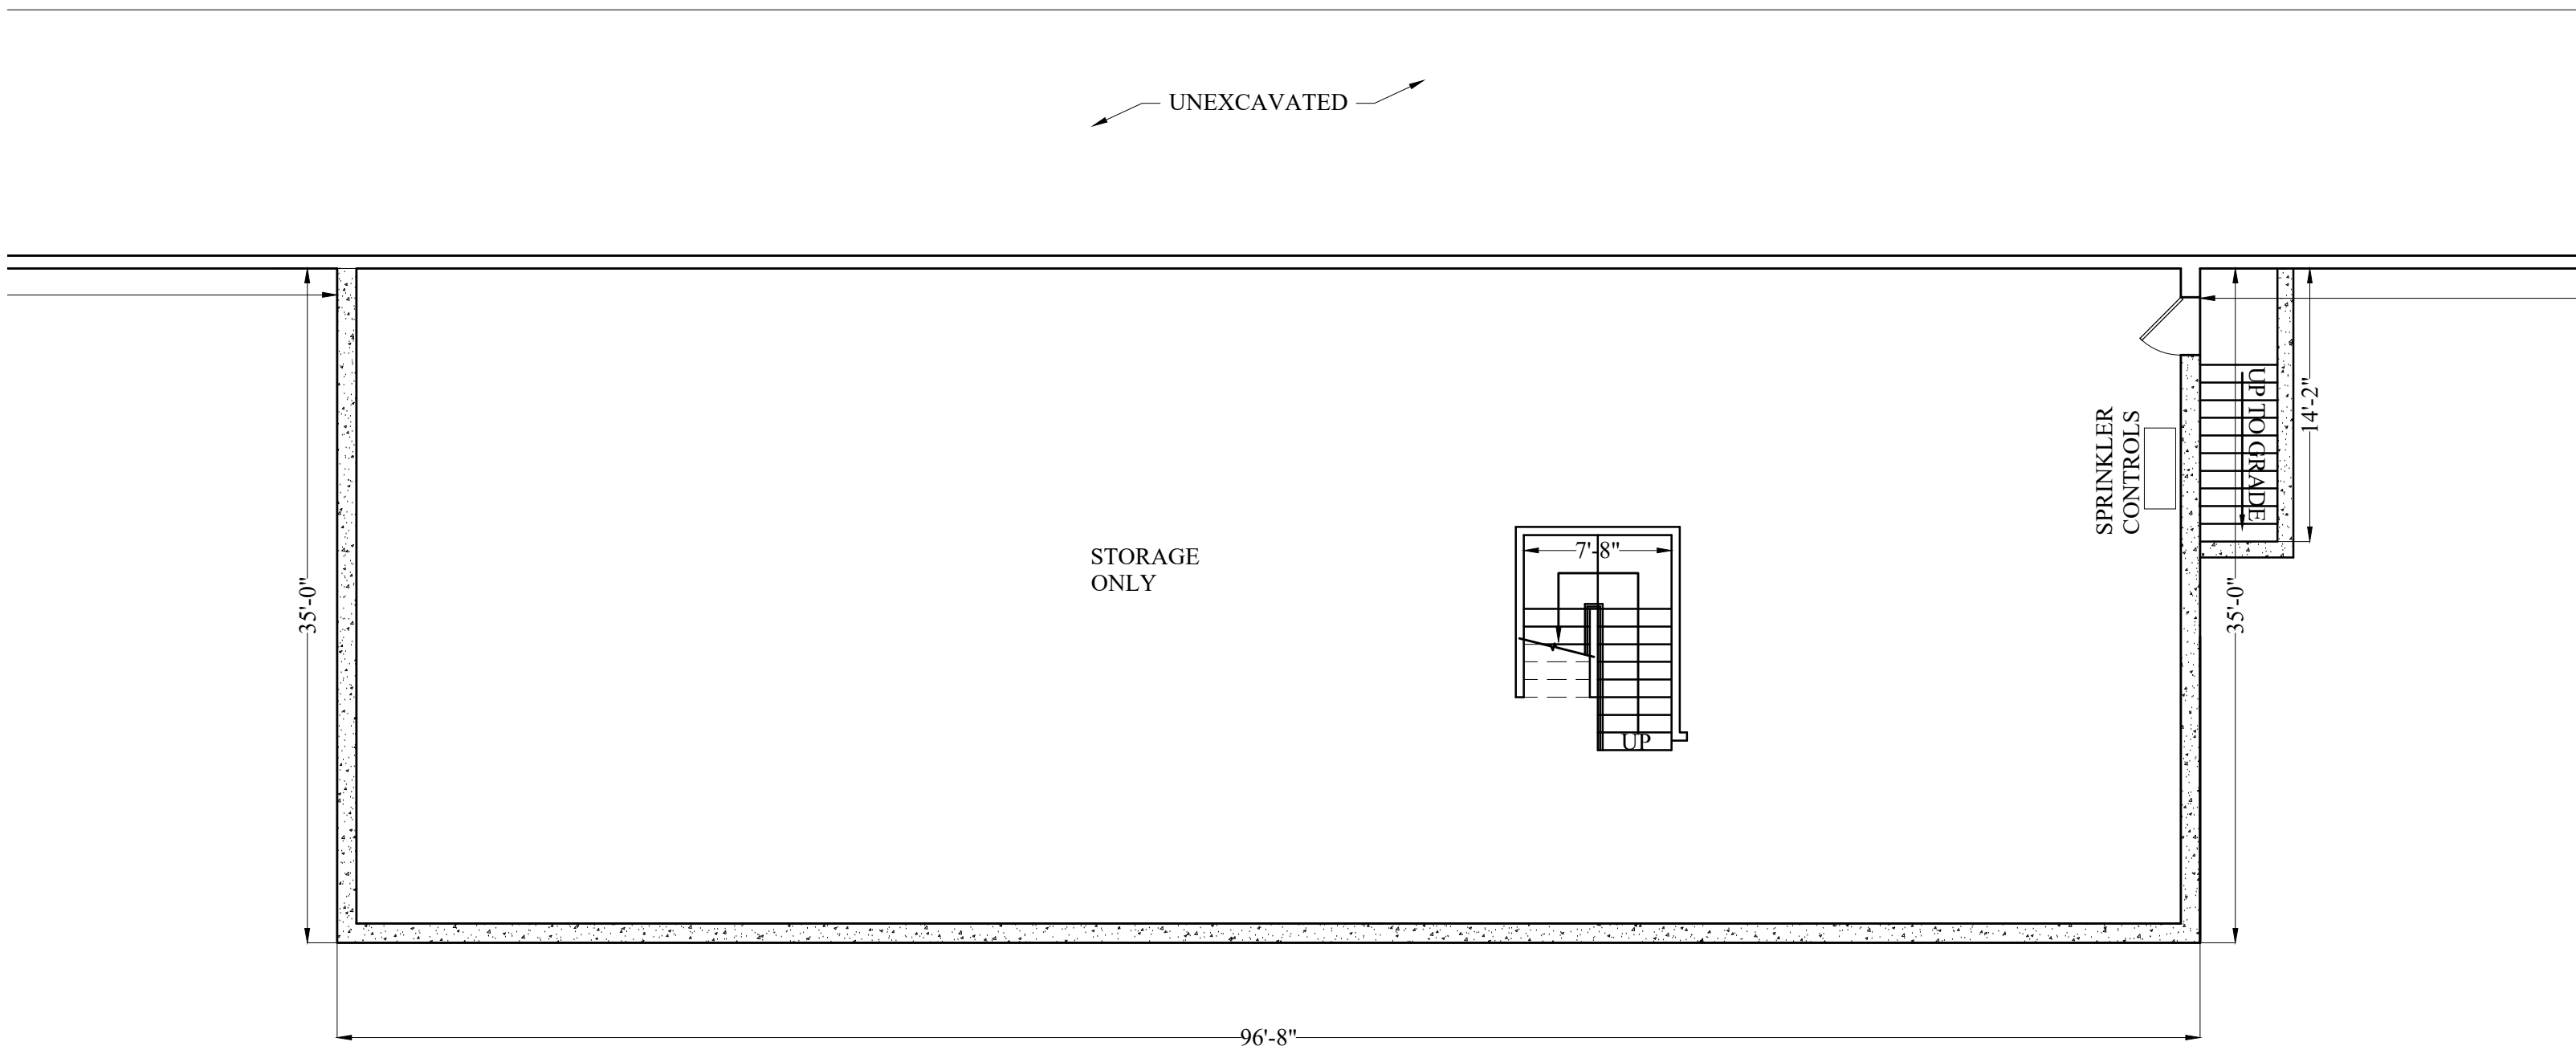 UNEXCAVATED
14'-2"
UP TO GRADE
SPRINKLER
CONTROLS
7'-8"
STORAGE
ONLY
35'-0"
35'-0"
UP
96'-8"